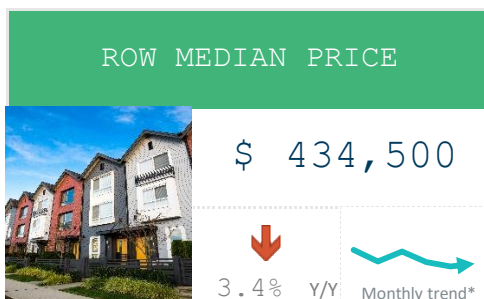 ROW MEDIAN PRICE
$ 434,500
3.4% Y/Y
Monthly trend*